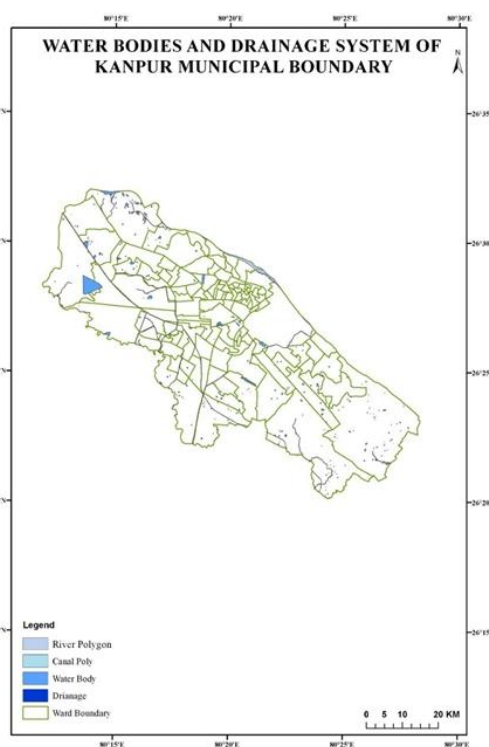 80°15'E 80°20'E 80°25'E 80°30'E
WATER BODIES AND DRAINAGE SYSTEM OF
KANPUR MUNICIPAL BOUNDARY
N
26°35
26°30
26°25
26°20
26°15
Legend
River Polygon
Canal Poly
Water Body
Drianage
Ward Boundary
0 5 10 20 KM
80°15'E 80°20'E 80°25'E 80°30'E